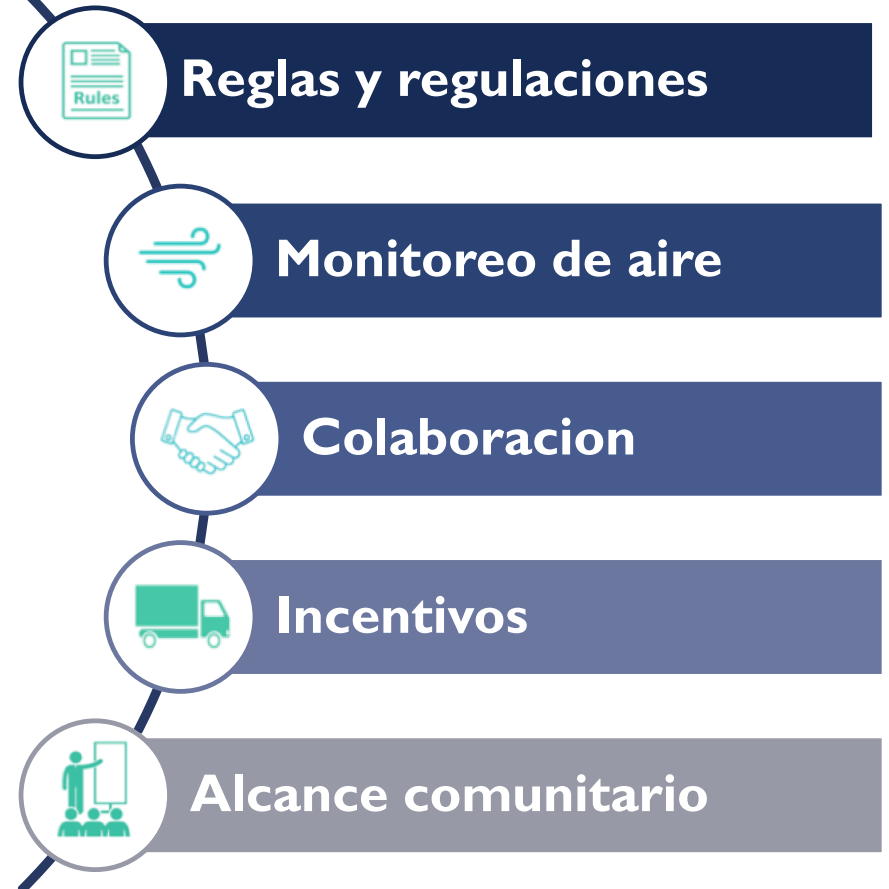 Rules
Reglas y regulaciones
Monitoreo de aire
Colaboracion
Incentivos
Alcance comunitario